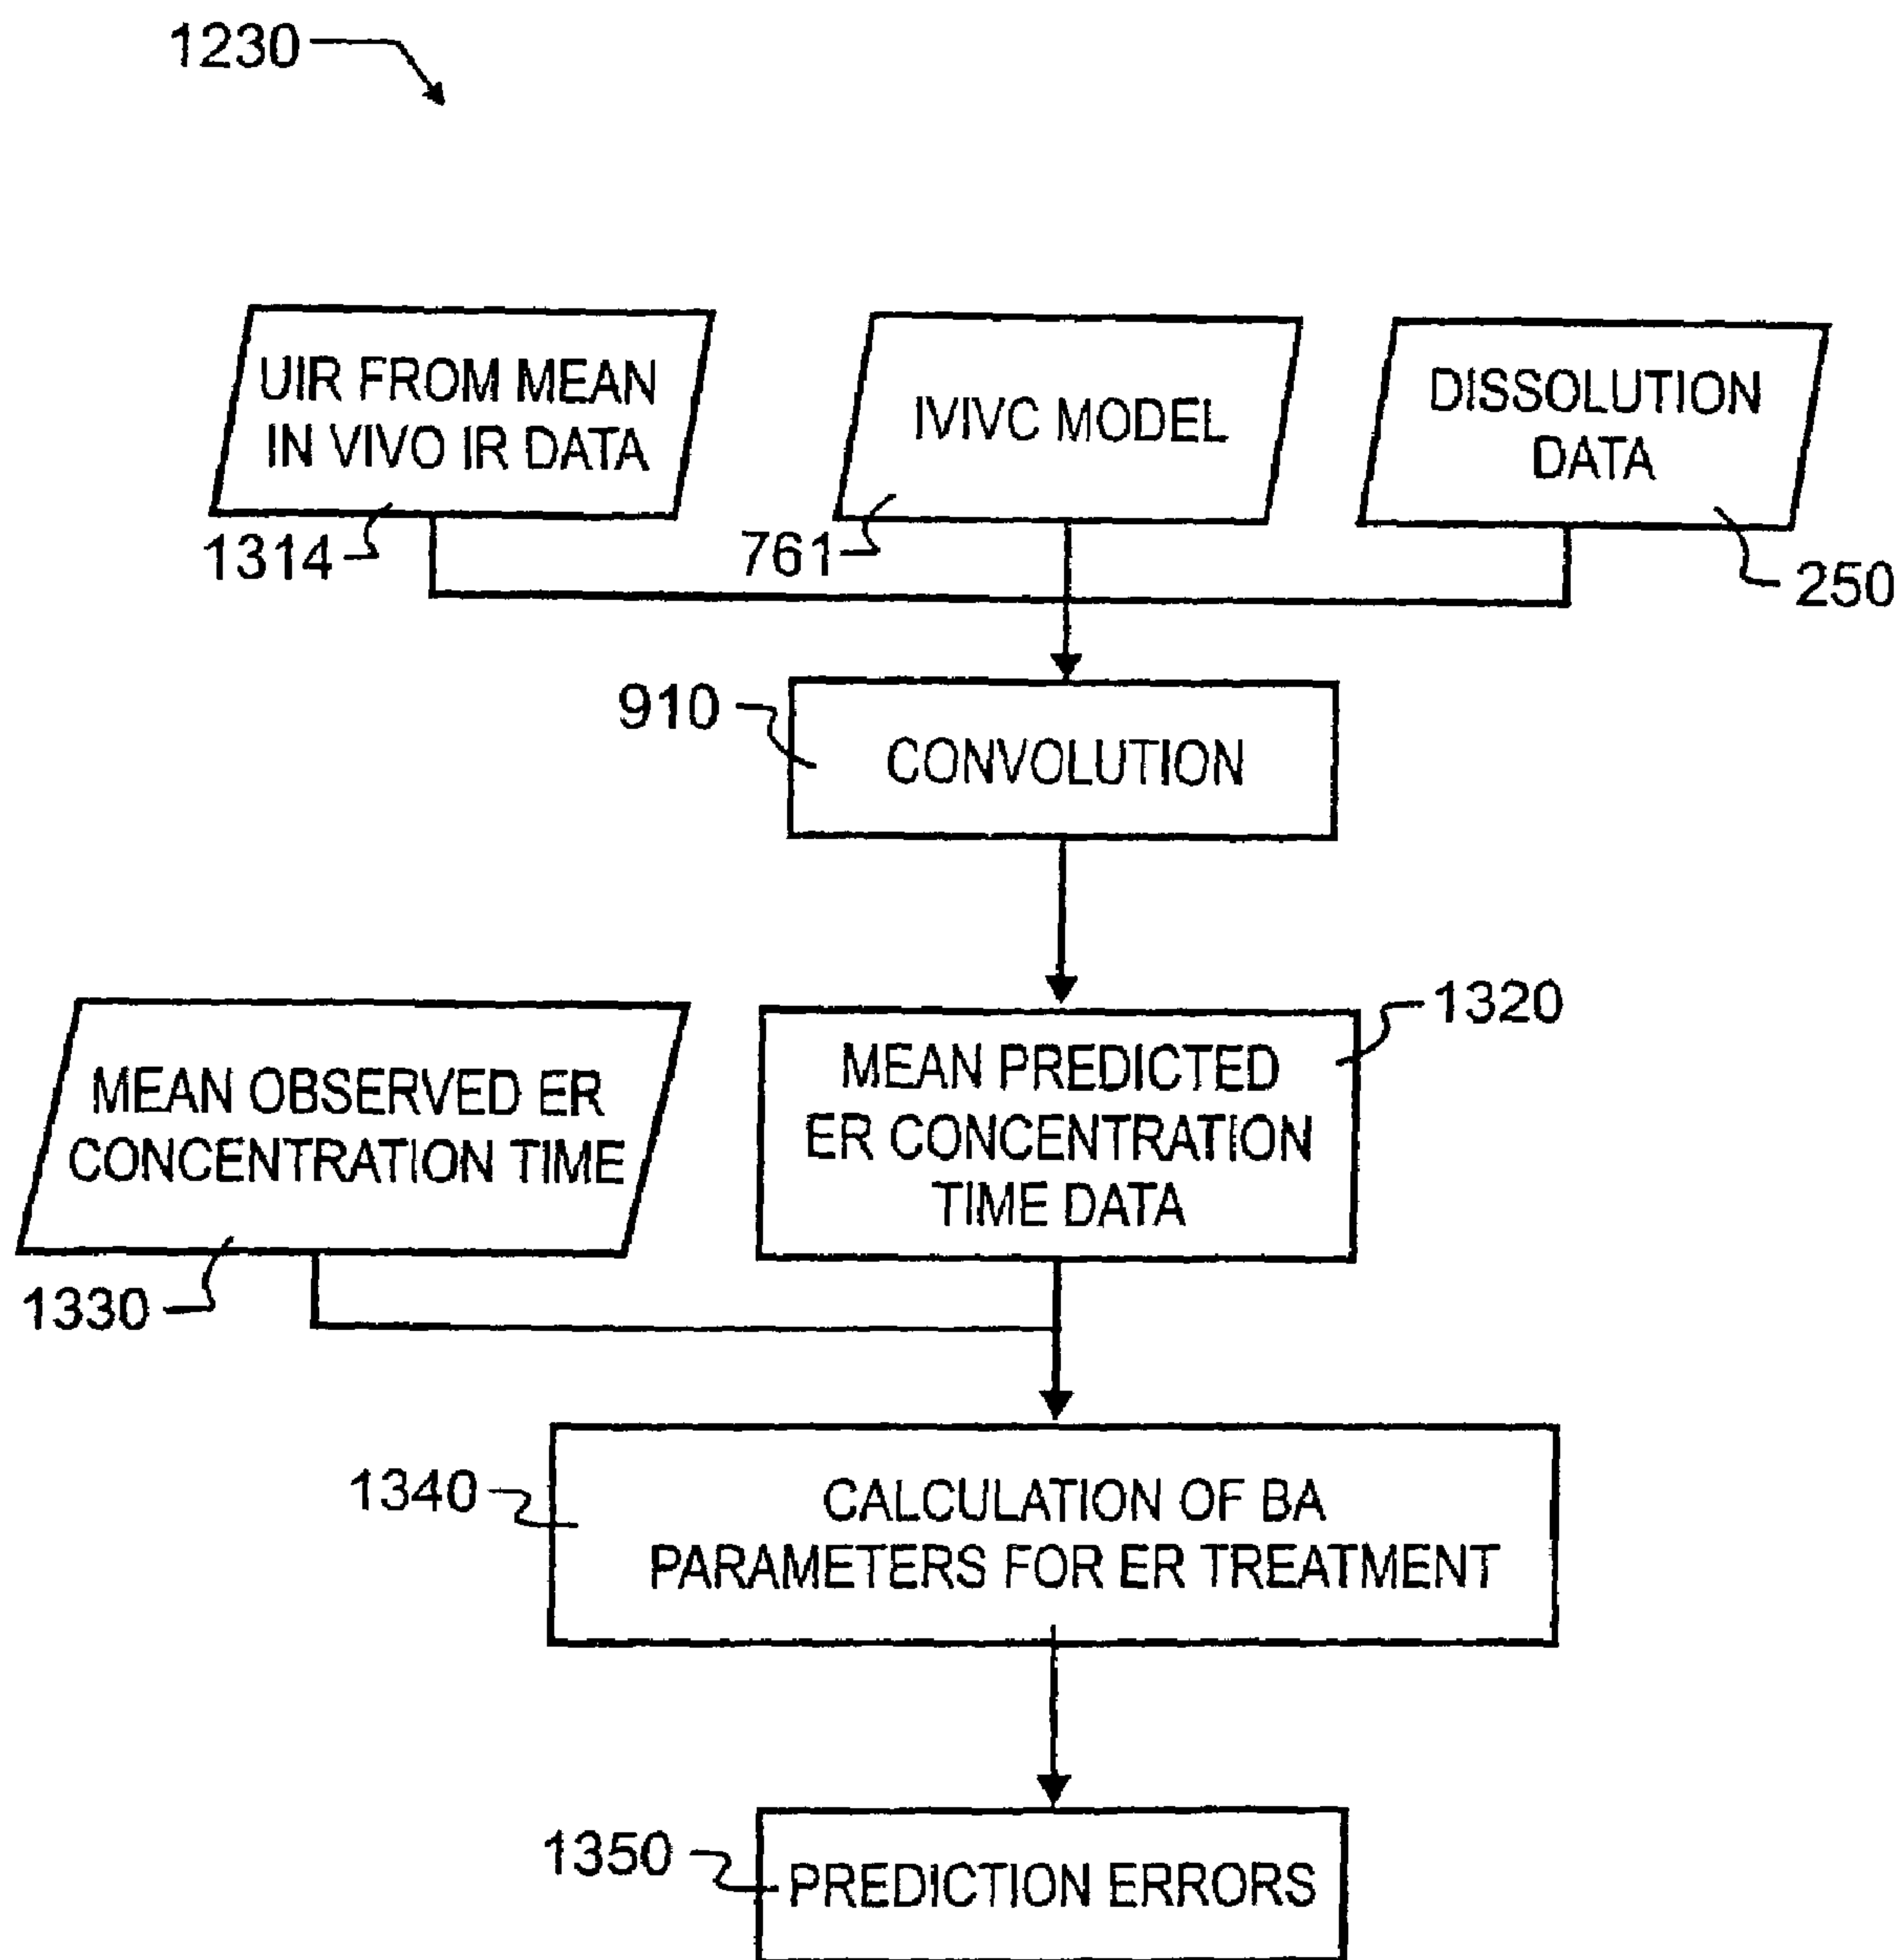 1230
UIR FROM MEAN
IN VIVO IR DATA
IVIVC MODEL
DISSOLUTION
DATA
1314
761
250
910
CONVOLUTION
1320
MEAN OBSERVED ER
CONCENTRATION TIME
MEAN PREDICTED
ER CONCENTRATION
TIME DATA
1330
1340
CALCULATION OF BA
PARAMETERS FOR ER TREATMENT
1350
PREDICTION ERRORS